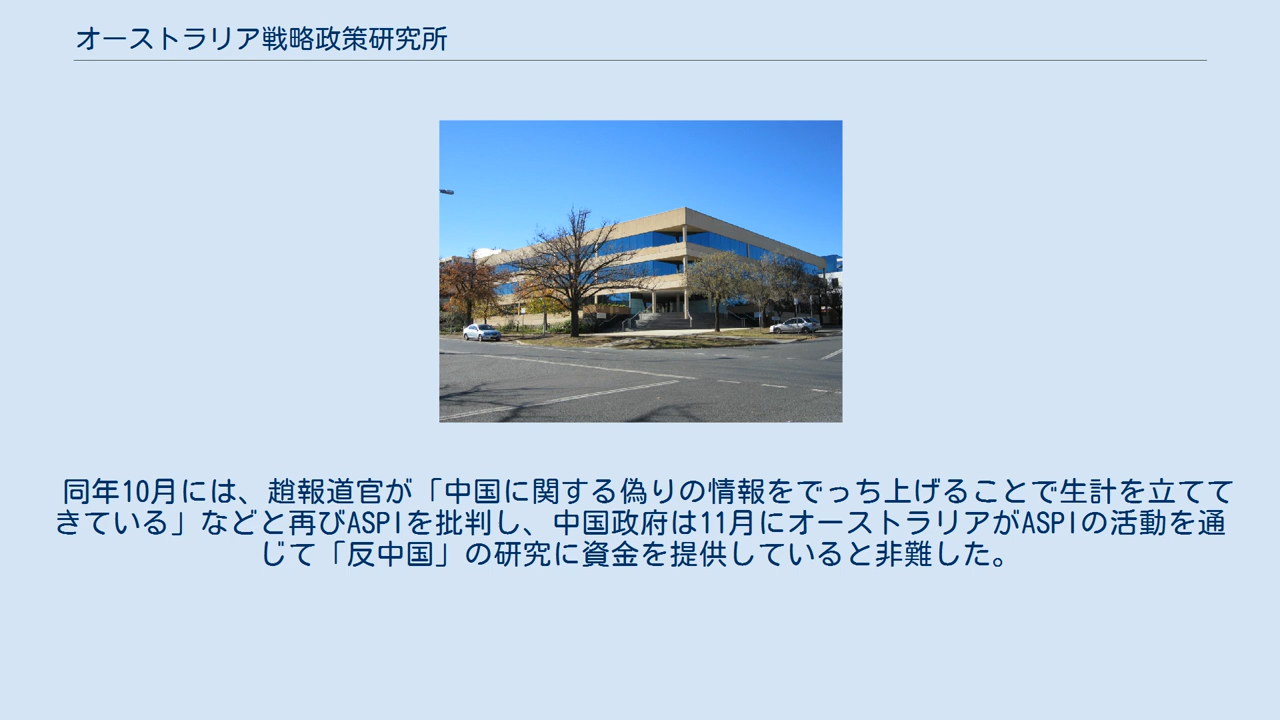 オーストラリア戦略政策研究所
同年10月には、趙報道官が「中国に関する偽りの情報をでっち上げることで生計を立てて
きている」などと再びASPIを批判し、中国政府は11月にオーストラリアがASPIの活動を通
じて「反中国」の研究に資金を提供していると非難した。